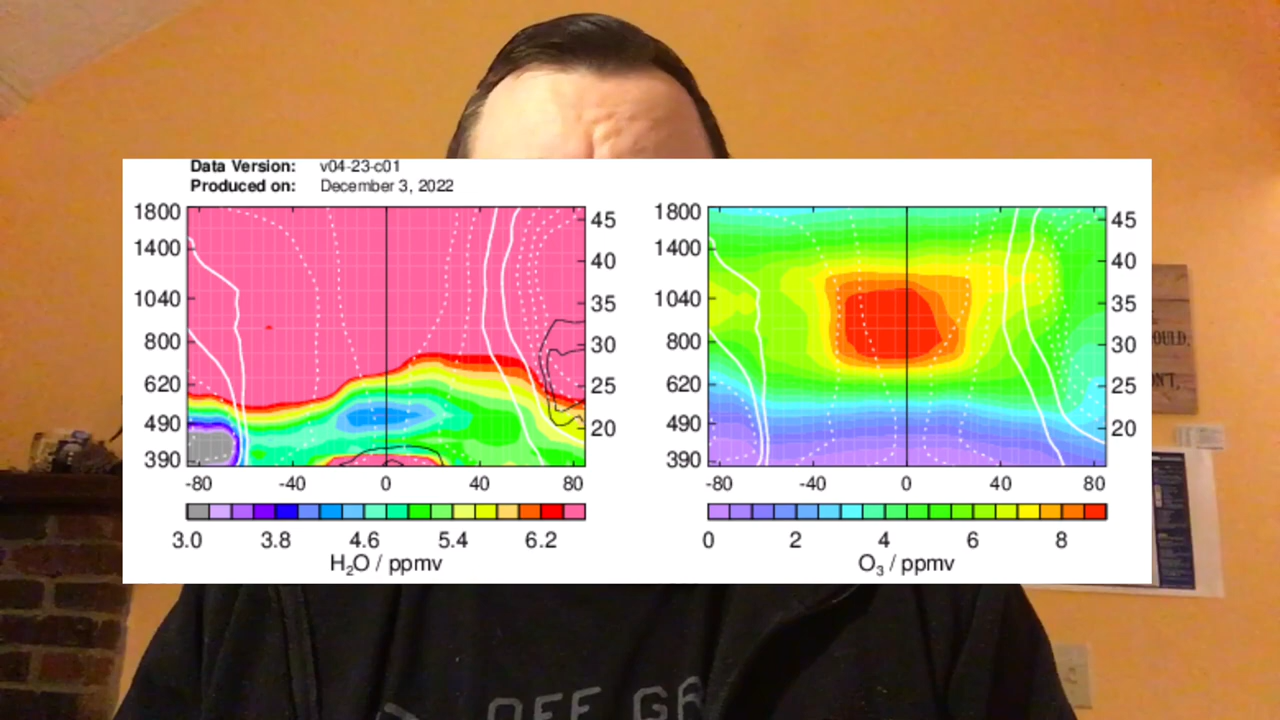 Data Version: v04-23-c01
Produced on: December 3, 2022
1800
1400
1040
800
620
490
390
45
40
35
30
25
20
-80 -40 0 40 80
3.0 3.8 4.6 5.4 6.2
H₂O / ppmv
1800
1400
1040
800
620
490
390
45
40
35
30
25
20
-80 -40 0 40 80
0 2 4 6 8
O₃ / ppmv
OULD,
N'T,
OFF GR